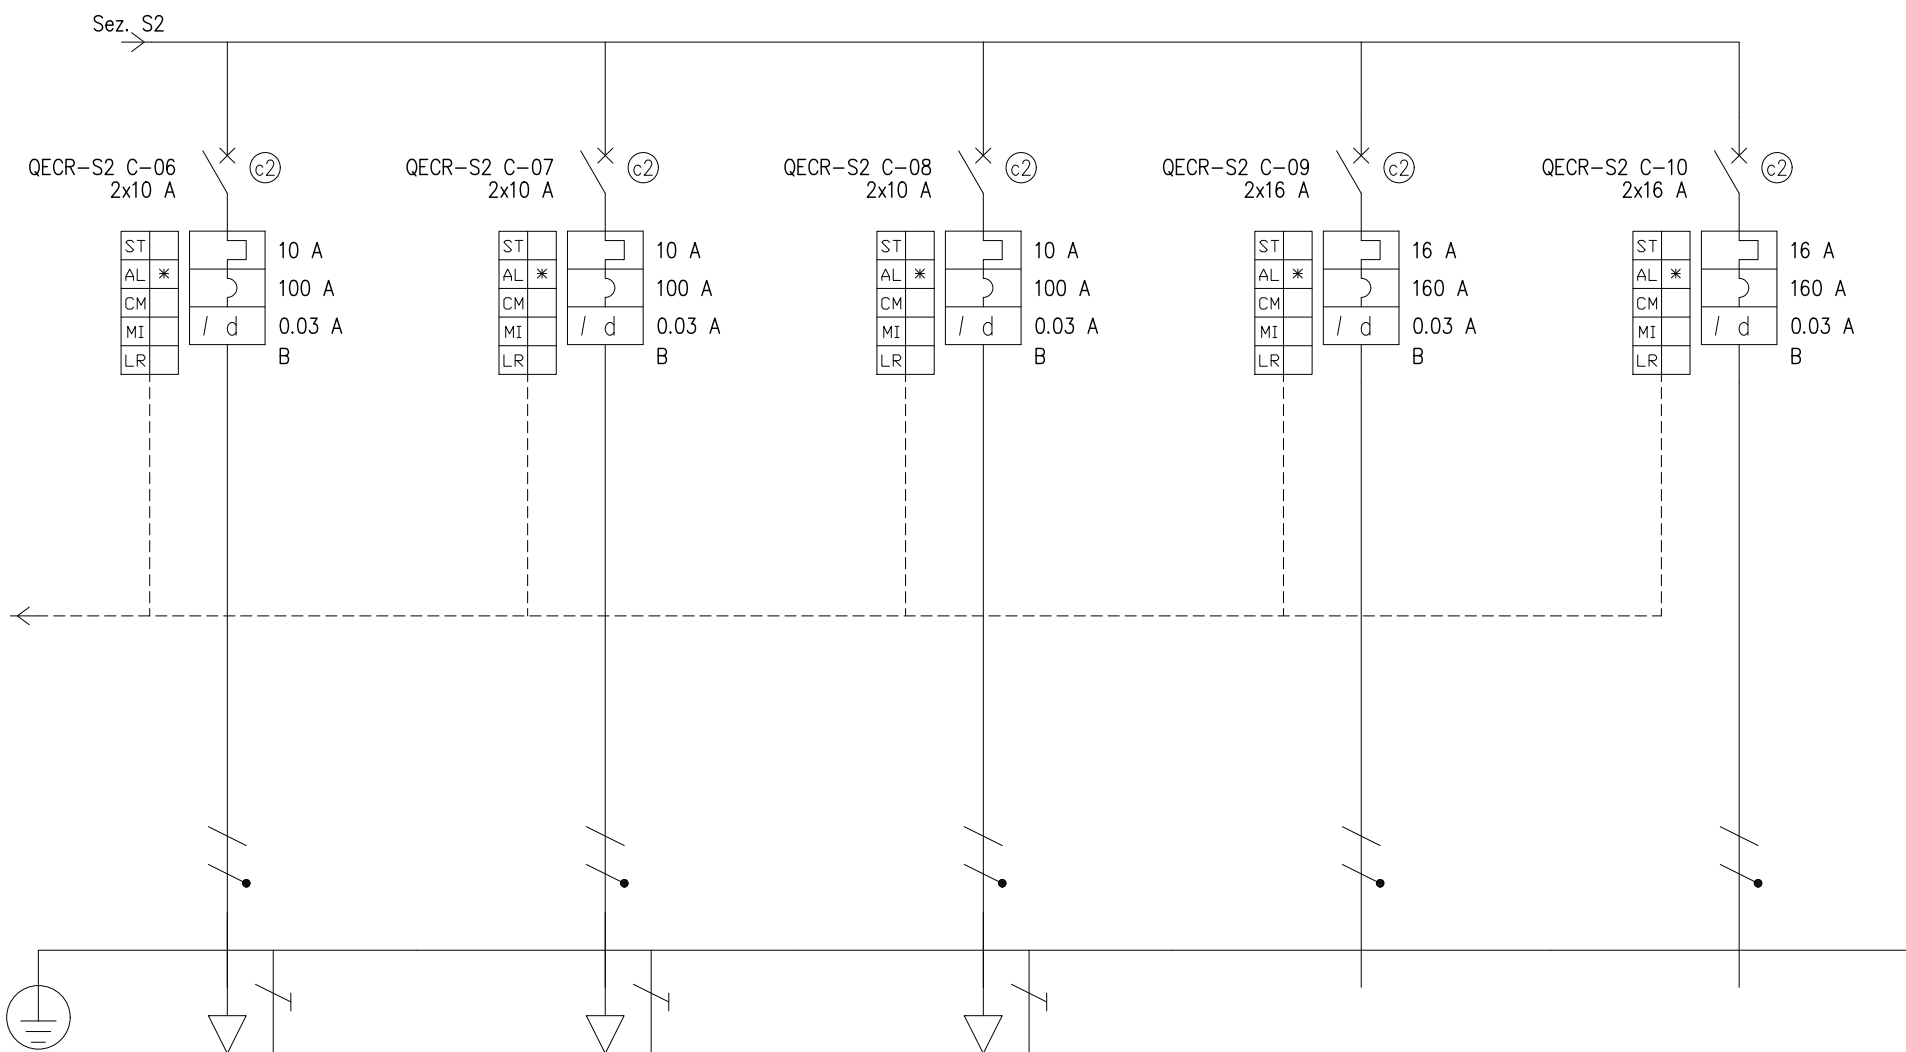 Sez. S2
QECR-S2 C-06
2x10 A
c2
ST
AL *
CM
MI
LR
10 A
100 A
/ d
0.03 A
B
QECR-S2 C-07
2x10 A
c2
ST
AL *
CM
MI
LR
10 A
100 A
/ d
0.03 A
B
QECR-S2 C-08
2x10 A
c2
ST
AL *
CM
MI
LR
10 A
100 A
/ d
0.03 A
B
QECR-S2 C-09
2x16 A
c2
ST
AL *
CM
MI
LR
16 A
160 A
/ d
0.03 A
B
QECR-S2 C-10
2x16 A
c2
ST
AL *
CM
MI
LR
16 A
160 A
/ d
0.03 A
B